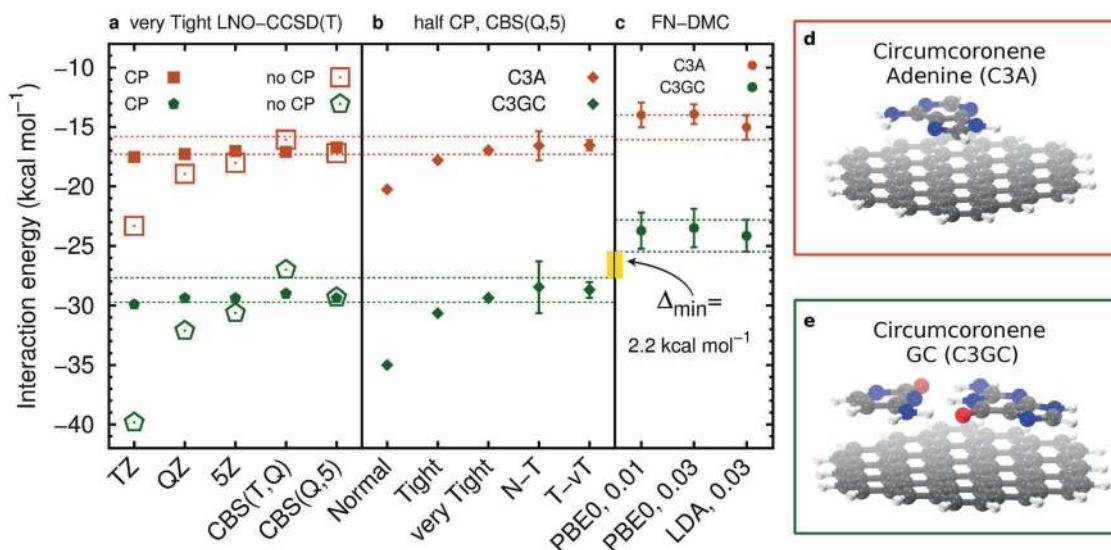 a very Tight LNO−CCSD(T)
b half CP, CBS(Q,5)
c FN−DMC
Interaction energy (kcal mol−1)
−10
−15
−20
−25
−30
−35
−40
CP
no CP
CP
no CP
C3A
C3GC
C3A
C3GC
Δmin=
2.2 kcal mol−1
TZ
QZ
5Z
CBS(T,Q)
CBS(Q,5)
Normal
Tight
very Tight
N−T
T−vT
PBE0, 0.01
PBE0, 0.03
LDA, 0.03
d
Circumcoronene
Adenine (C3A)
e
Circumcoronene
GC (C3GC)